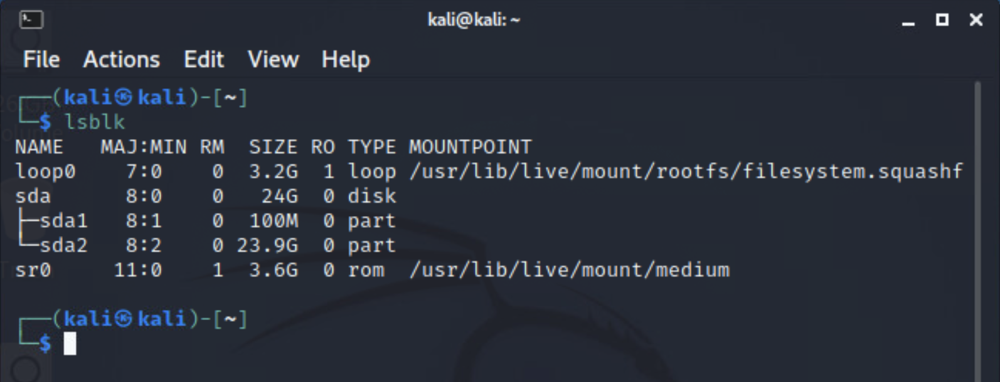 kali@kali: ~
File Actions Edit View Help
┌──(kali㉿kali)-[~]
└─$ lsblk
NAME   MAJ:MIN RM  SIZE RO TYPE MOUNTPOINT
loop0    7:0    0  3.2G  1 loop /usr/lib/live/mount/rootfs/filesystem.squashf
sda      8:0    0   24G  0 disk
├─sda1   8:1    0  100M  0 part
└─sda2   8:2    0 23.9G  0 part
sr0     11:0    1  3.6G  0 rom  /usr/lib/live/mount/medium
┌──(kali㉿kali)-[~]
└─$